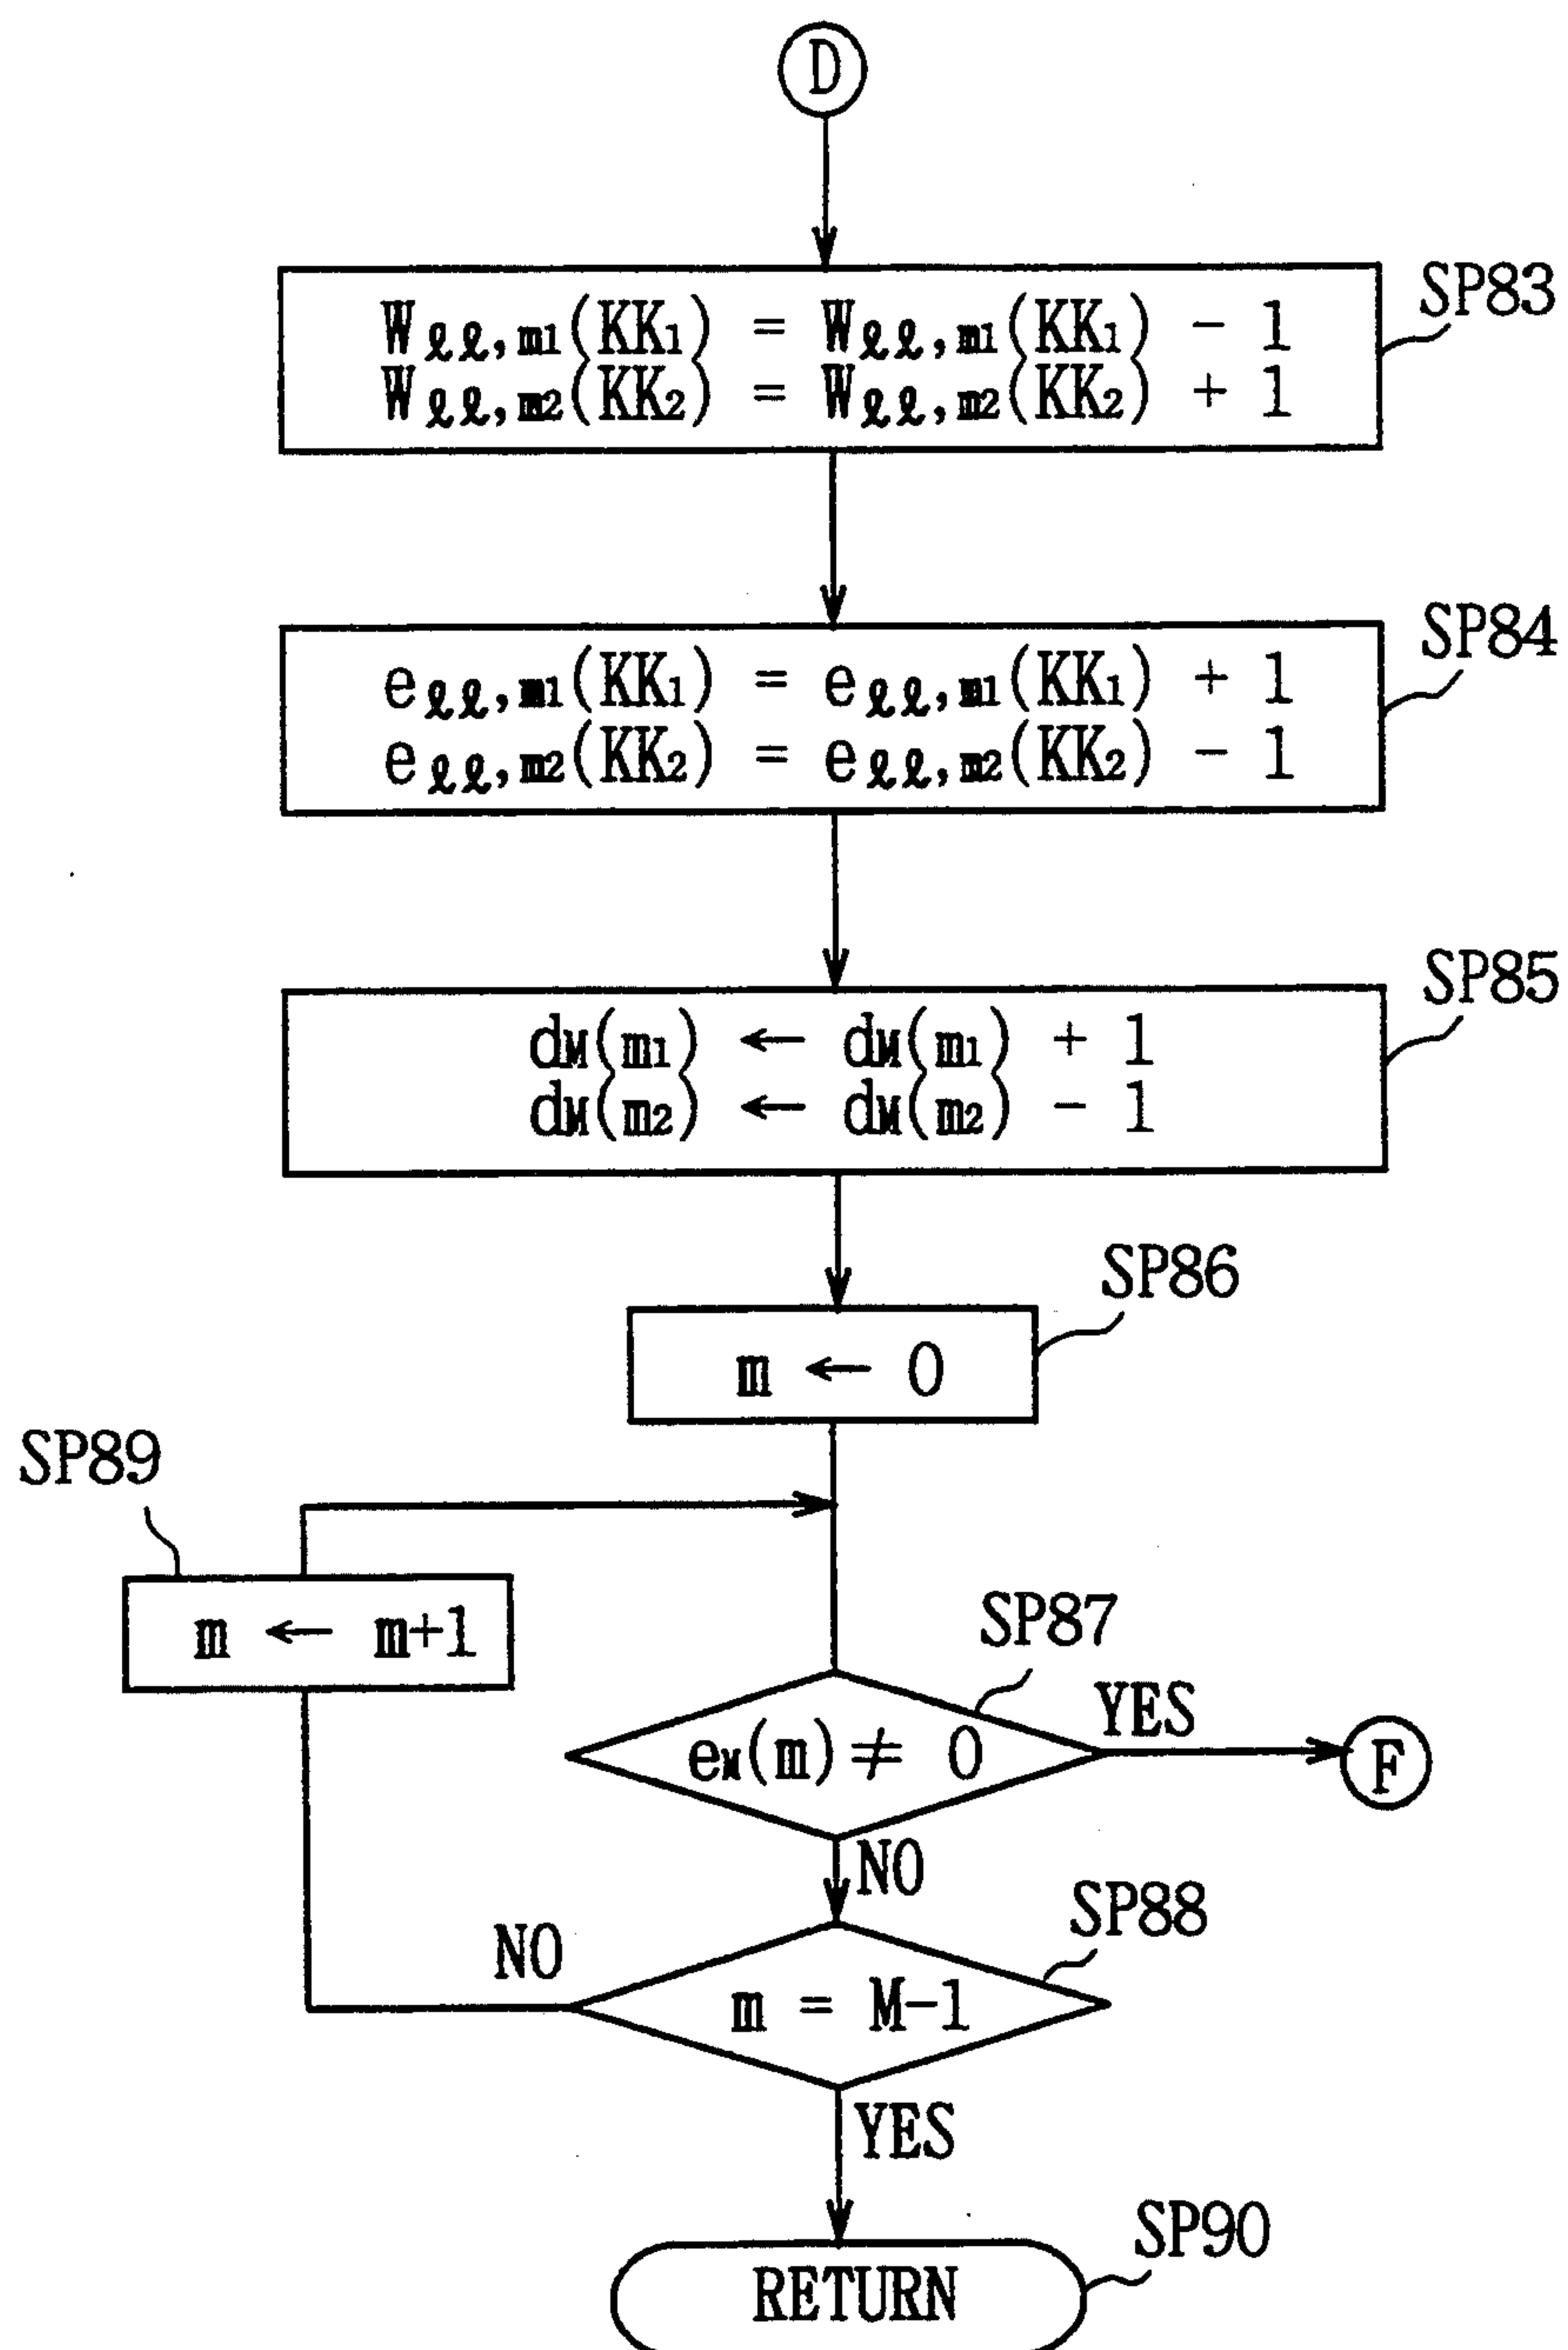 D
SP83
Wℓℓ,m1(KK1) = Wℓℓ,m1(KK1) - 1
Wℓℓ,m2(KK2) = Wℓℓ,m2(KK2) + 1
SP84
eℓℓ,m1(KK1) = eℓℓ,m1(KK1) + 1
eℓℓ,m2(KK2) = eℓℓ,m2(KK2) - 1
SP85
dM(m1) ← dM(m1) + 1
dM(m2) ← dM(m2) - 1
SP86
m ← 0
SP89
m ← m+1
SP87
eM(m) ≠ 0
YES
F
NO
SP88
NO
m = M-1
YES
SP90
RETURN